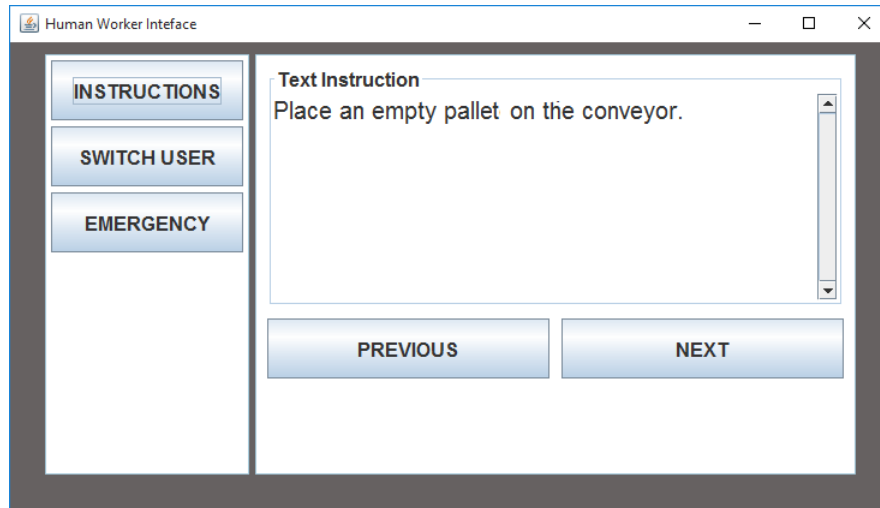 Human Worker Inteface
INSTRUCTIONS
SWITCH USER
EMERGENCY
Text Instruction
Place an empty pallet on the conveyor.
PREVIOUS
NEXT